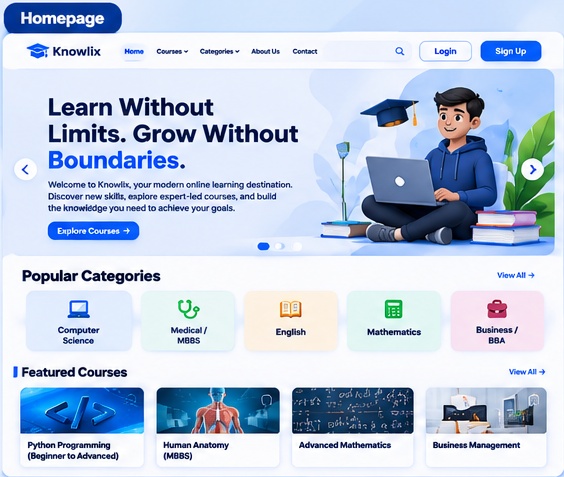 Homepage
Knowlix
Home
Courses
Categories
About Us
Contact
Login
Sign Up
Learn Without
Limits. Grow Without
Boundaries.
Welcome to Knowlix, your modern online learning destination.
Discover new skills, explore expert-led courses, and build
the knowledge you need to achieve your goals.
Explore Courses →
Popular Categories
View All →
Computer
Science
Medical /
MBBS
English
Mathematics
Business /
BBA
Featured Courses
View All →
</>
Python Programming
(Beginner to Advanced)
Human Anatomy
(MBBS)
Advanced Mathematics
Business Management